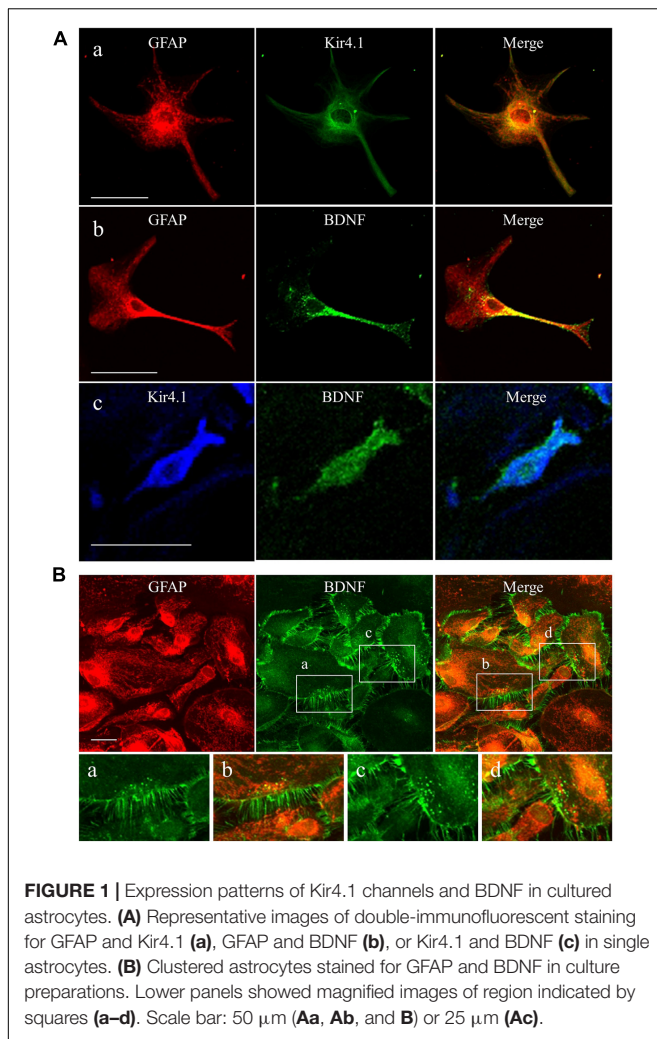 A
a GFAP Kir4.1 Merge
b GFAP BDNF Merge
c Kir4.1 BDNF Merge
B
GFAP BDNF Merge
c d
a b
a b c d
FIGURE 1 | Expression patterns of Kir4.1 channels and BDNF in cultured
astrocytes. (A) Representative images of double-immunofluorescent staining
for GFAP and Kir4.1 (a), GFAP and BDNF (b), or Kir4.1 and BDNF (c) in single
astrocytes. (B) Clustered astrocytes stained for GFAP and BDNF in culture
preparations. Lower panels showed magnified images of region indicated by
squares (a–d). Scale bar: 50 μm (Aa, Ab, and B) or 25 μm (Ac).